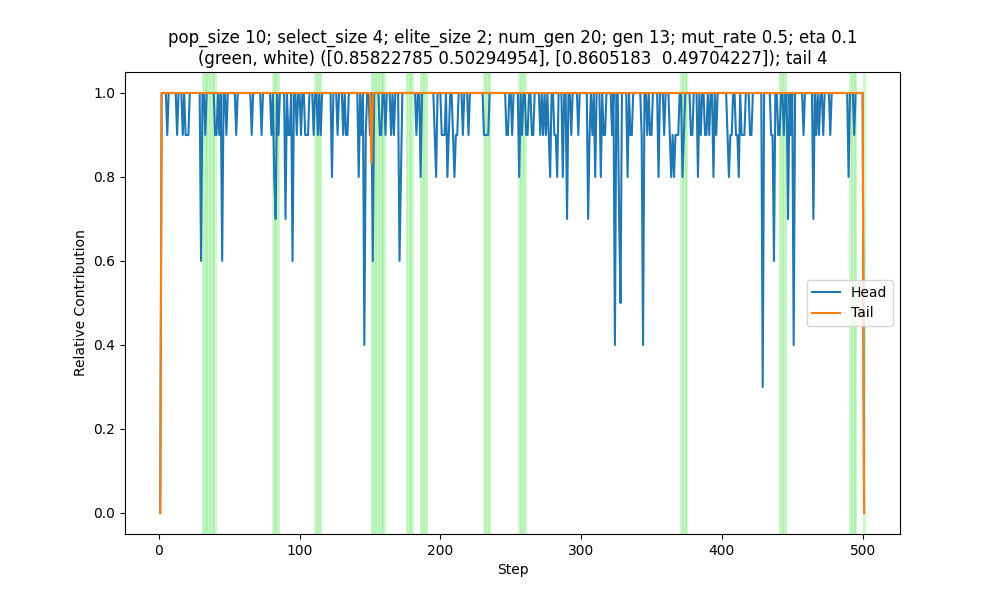 pop_size 10; select_size 4; elite_size 2; num_gen 20; gen 13; mut_rate 0.5; eta 0.1
(green, white) ([0.85822785 0.50294954], [0.8605183  0.49704227]); tail 4
1.0
0.8
0.6
0.4
0.2
0.0
Relative Contribution
Head
Tail
0 100 200 300 400 500
Step